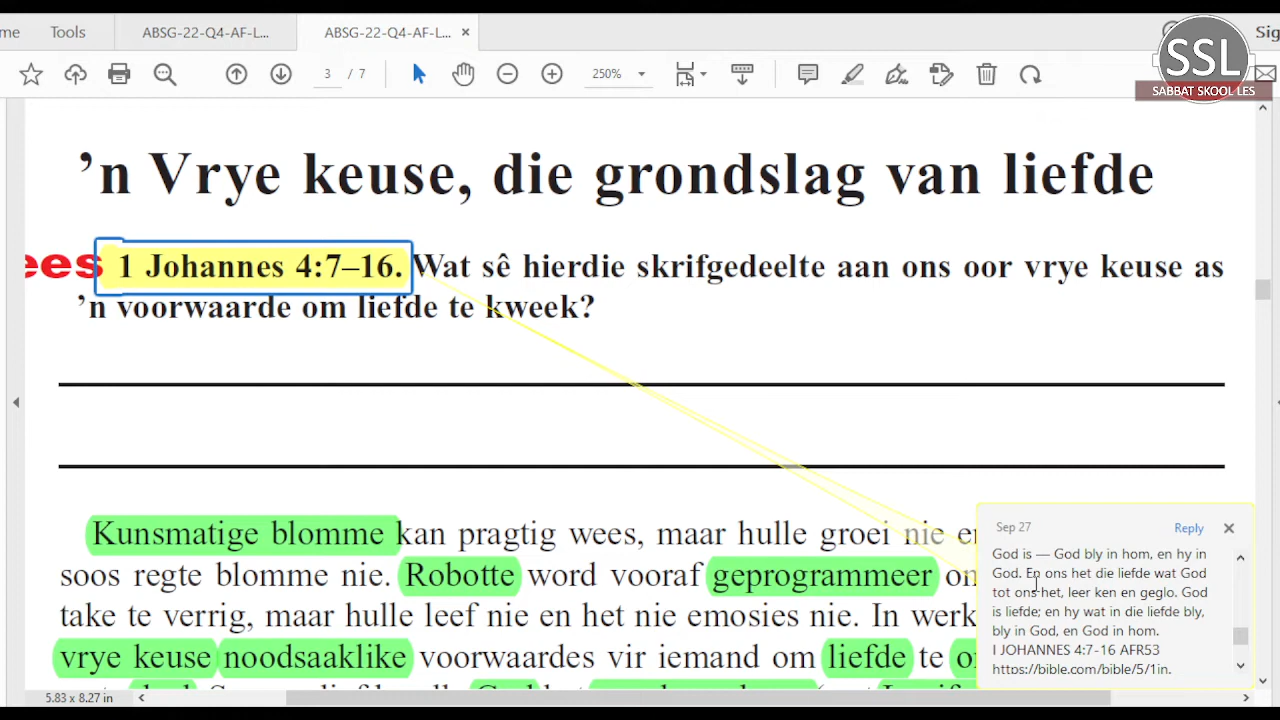 me Tools ABSG-22-Q4-AF-L... ABSG-22-Q4-AF-L... × Sig
3 / 7 250%
SSL
SABBAT SKOOL LES
’n Vrye keuse, die grondslag van liefde
ees 1 Johannes 4:7–16. Wat sê hierdie skrifgedeelte aan ons oor vrye keuse as
’n voorwaarde om liefde te kweek?
Kunsmatige blomme kan pragtig wees, maar hulle groei nie en
soos regte blomme nie. Robotte word vooraf geprogrammeer
take te verrig, maar hulle leef nie en het nie emosies nie. In werk
vrye keuse noodsaaklike voorwaardes vir iemand om liefde te
Sep 27 Reply
God is — God bly in hom, en hy in
God. En ons het die liefde wat God
tot ons het, leer ken en geglo. God
is liefde; en hy wat in die liefde bly,
bly in God, en God in hom.
I JOHANNES 4:7-16 AFR53
https://bible.com/bible/5/1jn.
5.83 x 8.27 in